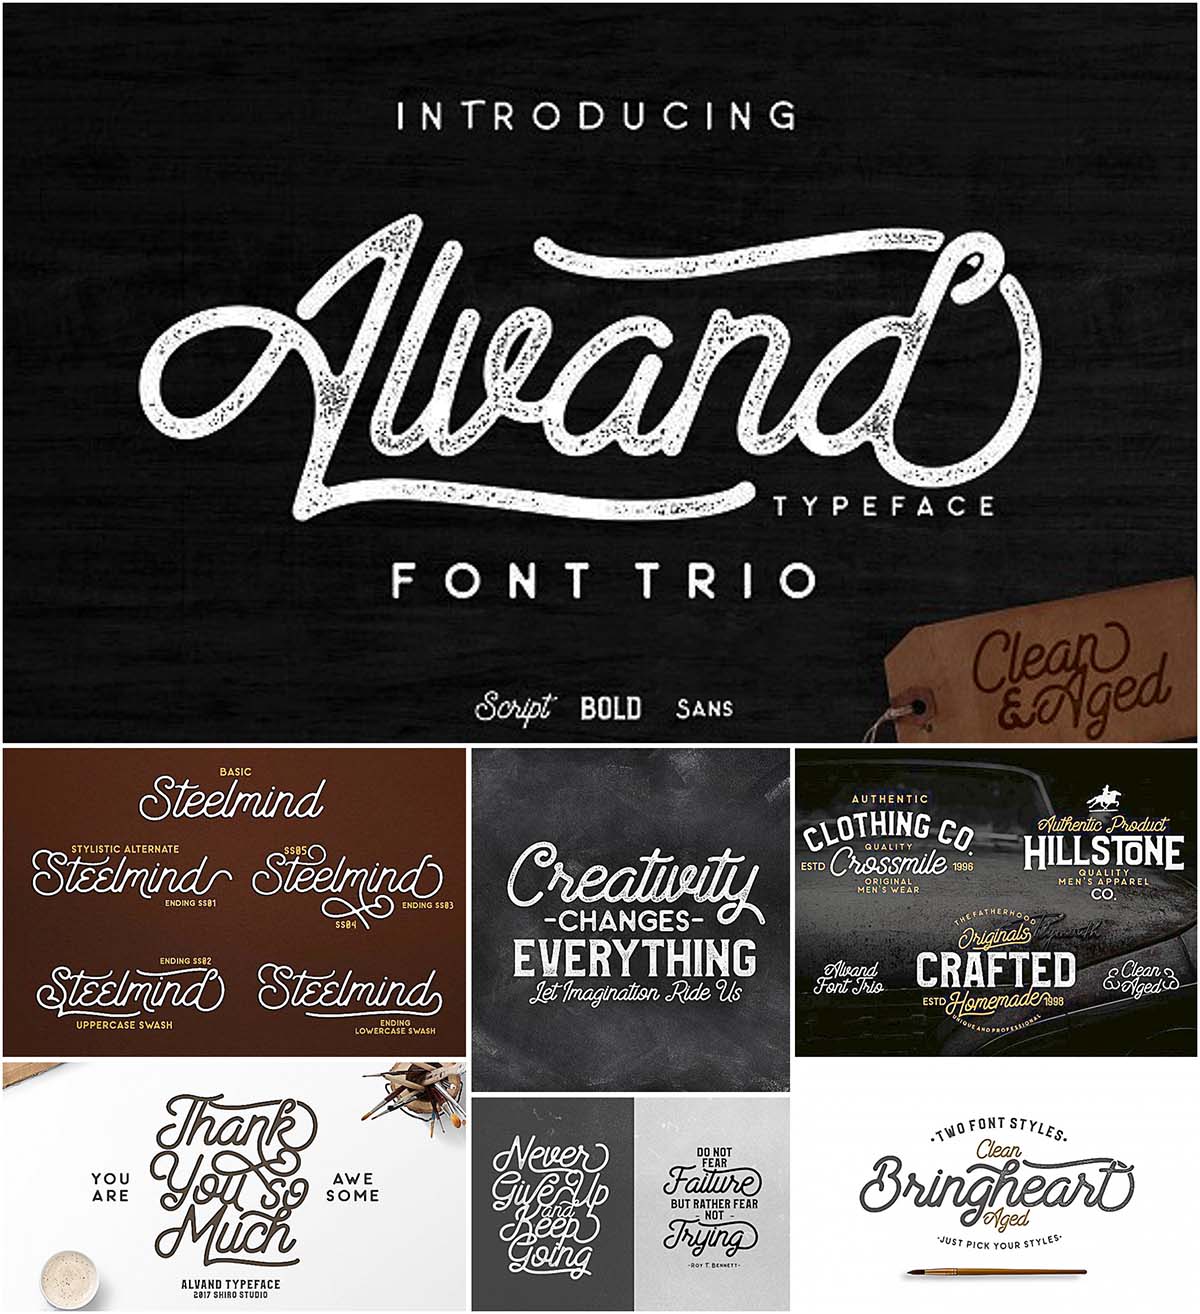 INTRODUCING
Alvand
TYPEFACE
FONT TRIO
Script BOLD SANS
Clean
& Aged
BASIC
Steelmind
STYLISTIC ALTERNATE
Steelmind
ENDING SS01
SS05
Steelmind
ENDING SS03
SS04
ENDING SS02
Steelmind
UPPERCASE SWASH
Steelmind
ENDING
LOWERCASE SWASH
Creativity
-CHANGES-
EVERYTHING
Let Imagination Ride Us
AUTHENTIC
CLOTHING CO.
QUALITY
ESTD Crossmile 1996
ORIGINAL
MEN'S WEAR
Authentic Product
HILLSTONE
QUALITY
MEN'S APPAREL
CO.
THE FATHERHOOD
Originals
CRAFTED
ESTD Homemade 1998
UNIQUE AND PROFESSIONAL
Alvand
Font Trio
Clean
& Aged
Plymouth
Thank
You So
Much
YOU
ARE
AWE
SOME
ALVAND TYPEFACE
2017 SHIRO STUDIO
Never
Give Up
and
Keep
Going
DO NOT
FEAR
Failure
BUT RATHER FEAR
- NOT -
Trying
-ROY T. BENNETT-
•TWO FONT STYLES•
Clean
Bringheart
Aged
•JUST PICK YOUR STYLES•